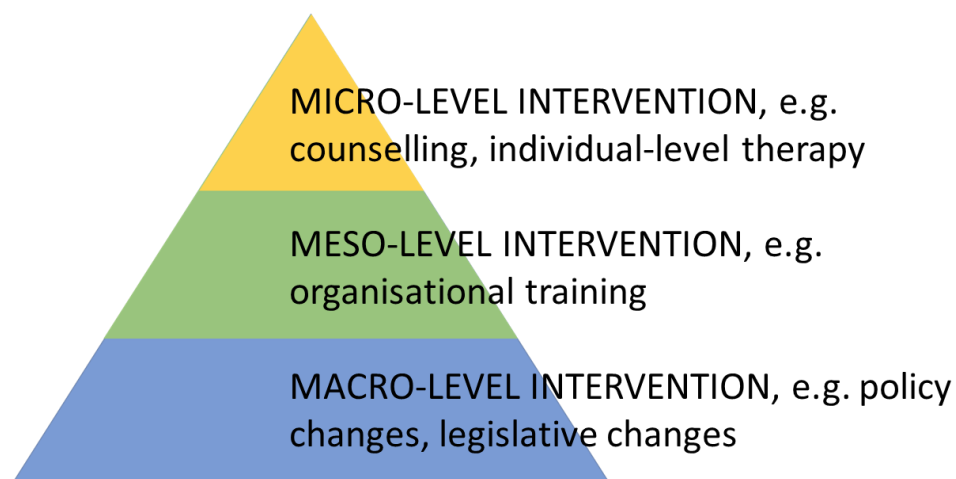 MICRO-LEVEL INTERVENTION, e.g.
counselling, individual-level therapy
MESO-LEVEL INTERVENTION, e.g.
organisational training
MACRO-LEVEL INTERVENTION, e.g. policy
changes, legislative changes